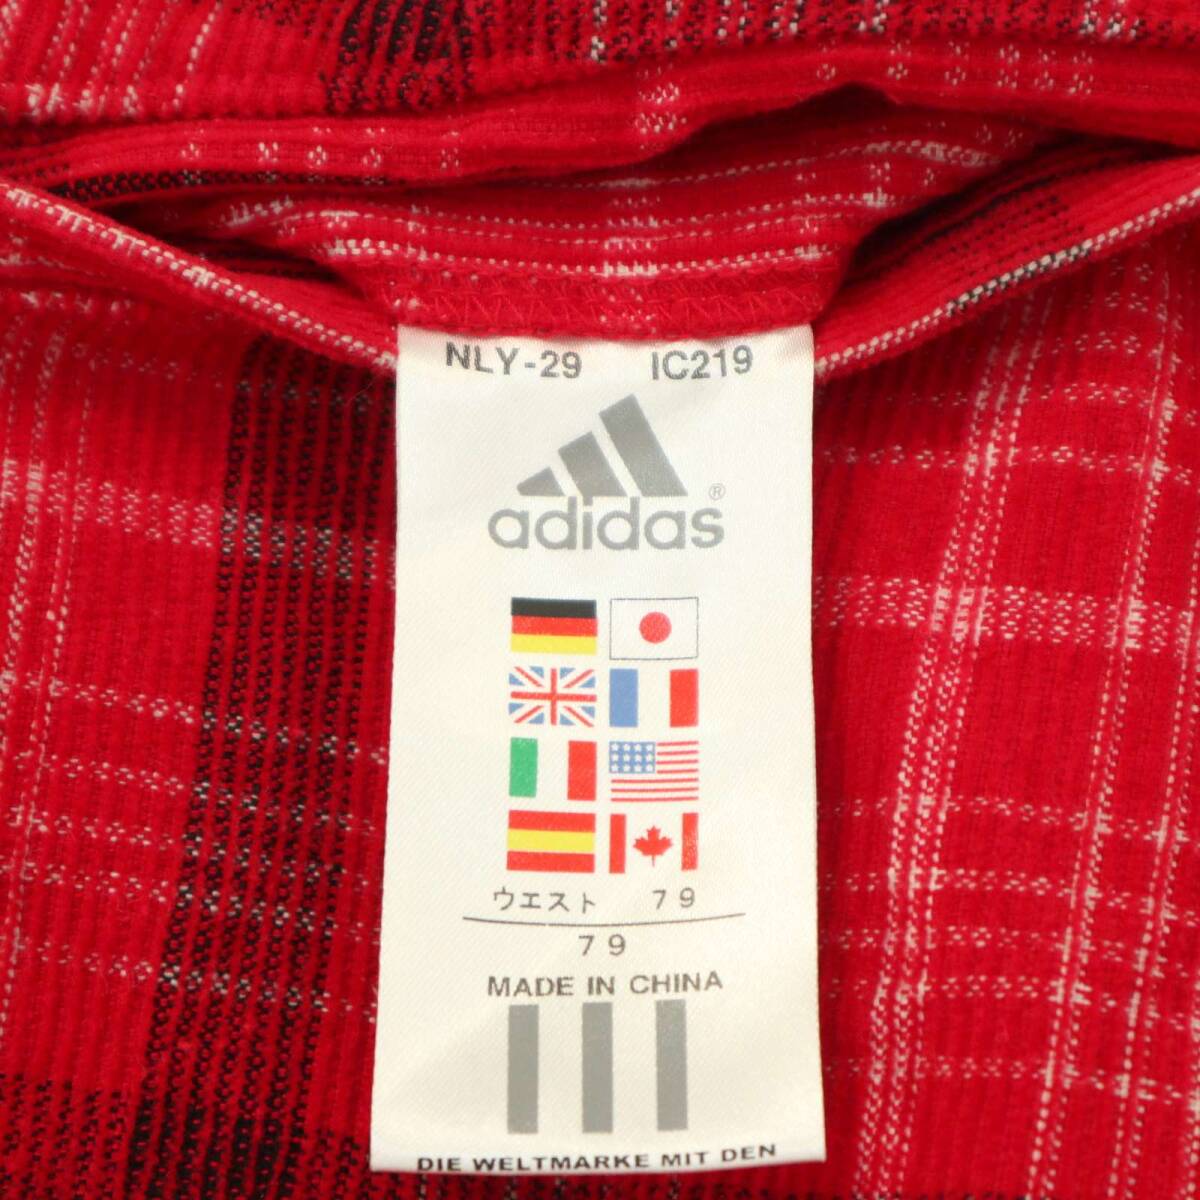 NLY-29 IC219
adidas®
ウエスト 79
79
MADE IN CHINA
DIE WELTMARKE MIT DEN